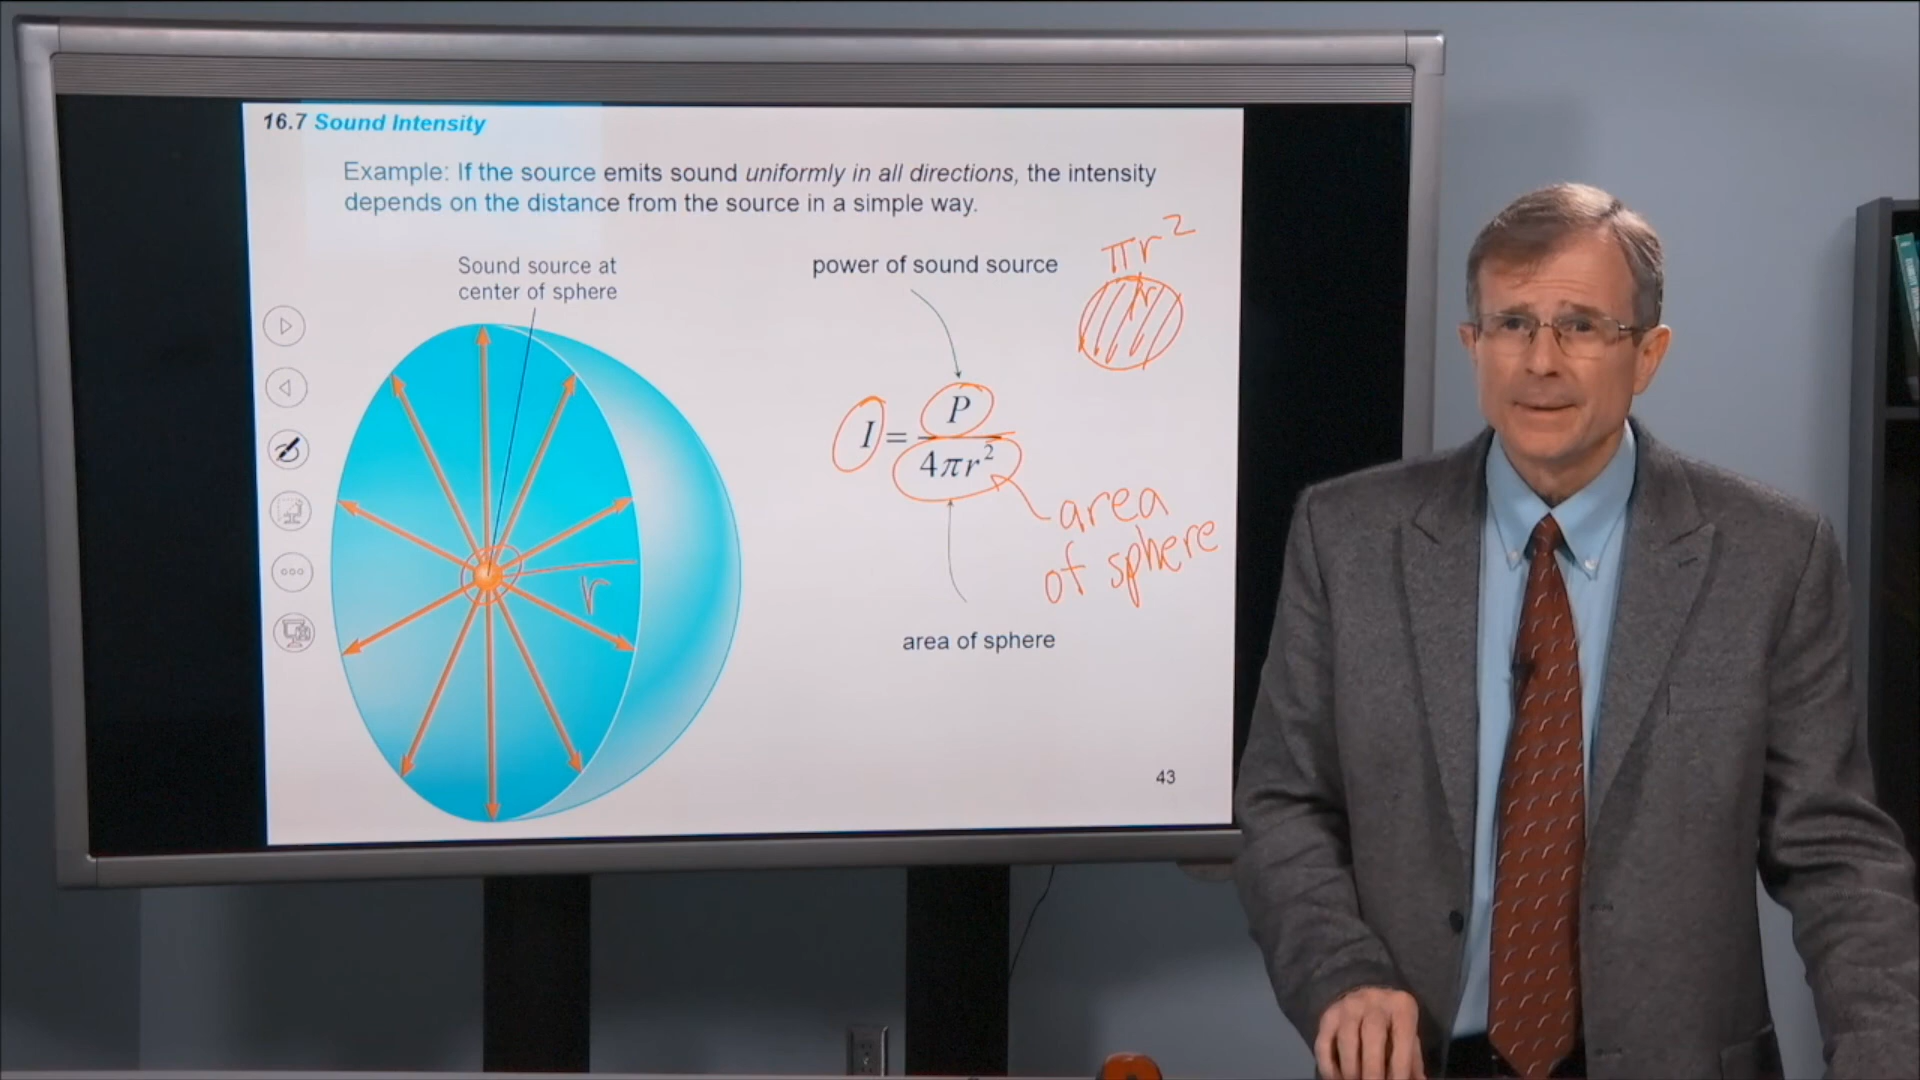 16.7 Sound Intensity
Example: If the source emits sound uniformly in all directions, the intensity
depends on the distance from the source in a simple way.
Sound source at
center of sphere
power of sound source
πr²
r
I = P / 4πr²
area
of sphere
r
area of sphere
43